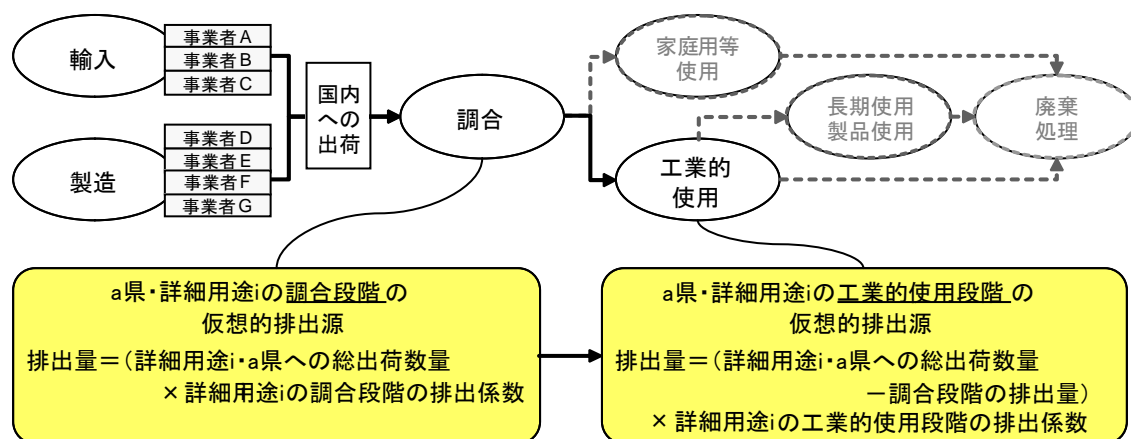 輸入
事業者A
事業者B
事業者C
製造
事業者D
事業者E
事業者F
事業者G
国内
への
出荷
調合
家庭用等
使用
長期使用
製品使用
廃棄
処理
工業的
使用
a県・詳細用途iの調合段階の
仮想的排出源
排出量＝(詳細用途i・a県への総出荷数量
×詳細用途iの調合段階の排出係数
a県・詳細用途iの工業的使用段階の
仮想的排出源
排出量＝(詳細用途i・a県への総出荷数量
－調合段階の排出量)
×詳細用途iの工業的使用段階の排出係数